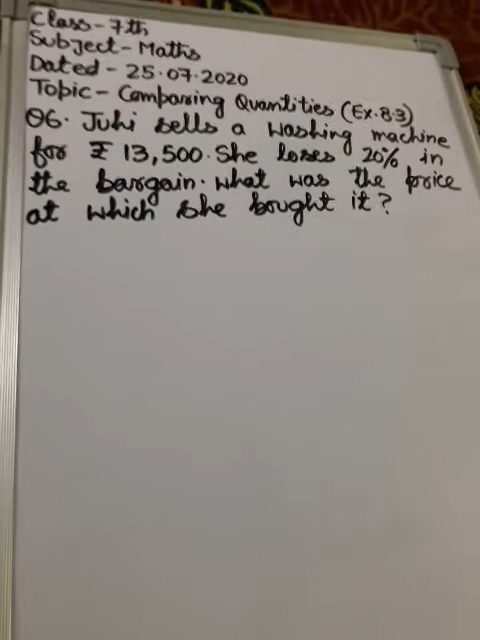 Class-7th
Subject-Maths
Dated-25.07.2020
Topic-Comparing Quantities (Ex.8.3)
Q6. Juhi sells a washing machine
for ₹ 13,500. She loses 20% in
the bargain. what was the price
at which she bought it?